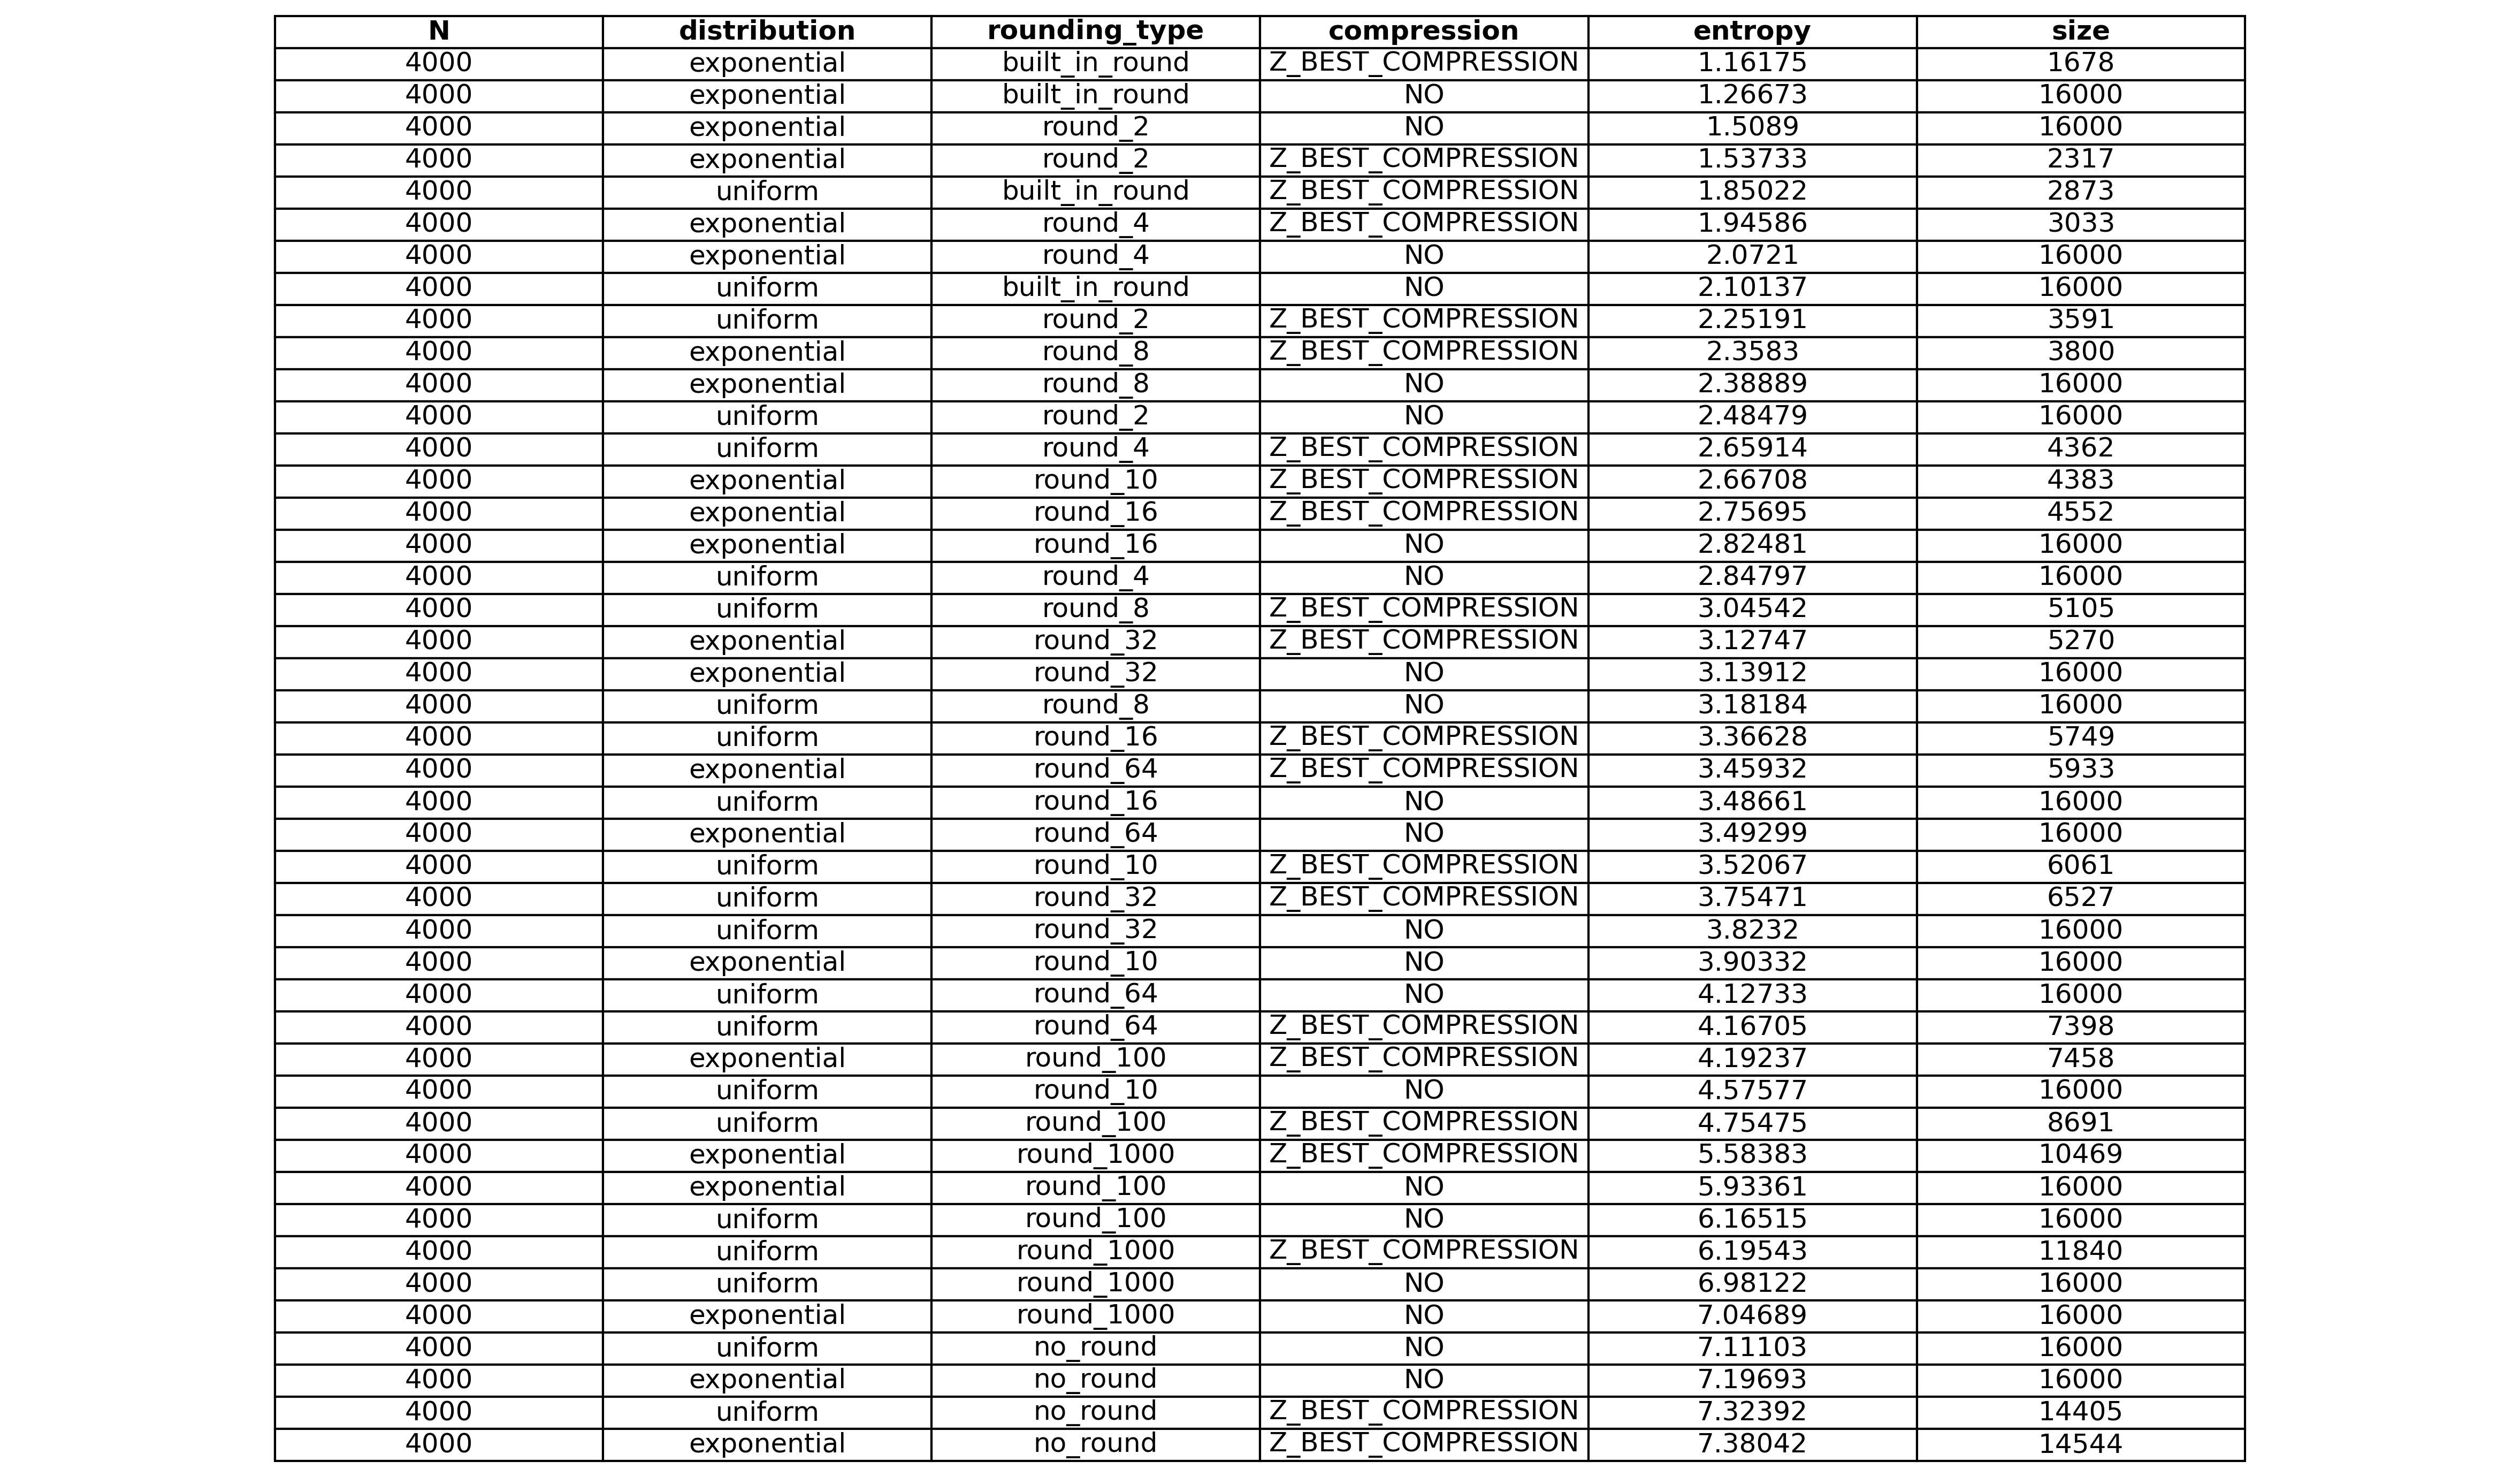 N distribution rounding_type compression entropy size
4000 exponential built_in_round Z_BEST_COMPRESSION 1.16175 1678
4000 exponential built_in_round NO 1.26673 16000
4000 exponential round_2 NO 1.5089 16000
4000 exponential round_2 Z_BEST_COMPRESSION 1.53733 2317
4000 uniform built_in_round Z_BEST_COMPRESSION 1.85022 2873
4000 exponential round_4 Z_BEST_COMPRESSION 1.94586 3033
4000 exponential round_4 NO 2.0721 16000
4000 uniform built_in_round NO 2.10137 16000
4000 uniform round_2 Z_BEST_COMPRESSION 2.25191 3591
4000 exponential round_8 Z_BEST_COMPRESSION 2.3583 3800
4000 exponential round_8 NO 2.38889 16000
4000 uniform round_2 NO 2.48479 16000
4000 uniform round_4 Z_BEST_COMPRESSION 2.65914 4362
4000 exponential round_10 Z_BEST_COMPRESSION 2.66708 4383
4000 exponential round_16 Z_BEST_COMPRESSION 2.75695 4552
4000 exponential round_16 NO 2.82481 16000
4000 uniform round_4 NO 2.84797 16000
4000 uniform round_8 Z_BEST_COMPRESSION 3.04542 5105
4000 exponential round_32 Z_BEST_COMPRESSION 3.12747 5270
4000 exponential round_32 NO 3.13912 16000
4000 uniform round_8 NO 3.18184 16000
4000 uniform round_16 Z_BEST_COMPRESSION 3.36628 5749
4000 exponential round_64 Z_BEST_COMPRESSION 3.45932 5933
4000 uniform round_16 NO 3.48661 16000
4000 exponential round_64 NO 3.49299 16000
4000 uniform round_10 Z_BEST_COMPRESSION 3.52067 6061
4000 uniform round_32 Z_BEST_COMPRESSION 3.75471 6527
4000 uniform round_32 NO 3.8232 16000
4000 exponential round_10 NO 3.90332 16000
4000 uniform round_64 NO 4.12733 16000
4000 uniform round_64 Z_BEST_COMPRESSION 4.16705 7398
4000 exponential round_100 Z_BEST_COMPRESSION 4.19237 7458
4000 uniform round_10 NO 4.57577 16000
4000 uniform round_100 Z_BEST_COMPRESSION 4.75475 8691
4000 exponential round_1000 Z_BEST_COMPRESSION 5.58383 10469
4000 exponential round_100 NO 5.93361 16000
4000 uniform round_100 NO 6.16515 16000
4000 uniform round_1000 Z_BEST_COMPRESSION 6.19543 11840
4000 uniform round_1000 NO 6.98122 16000
4000 exponential round_1000 NO 7.04689 16000
4000 uniform no_round NO 7.11103 16000
4000 exponential no_round NO 7.19693 16000
4000 uniform no_round Z_BEST_COMPRESSION 7.32392 14405
4000 exponential no_round Z_BEST_COMPRESSION 7.38042 14544